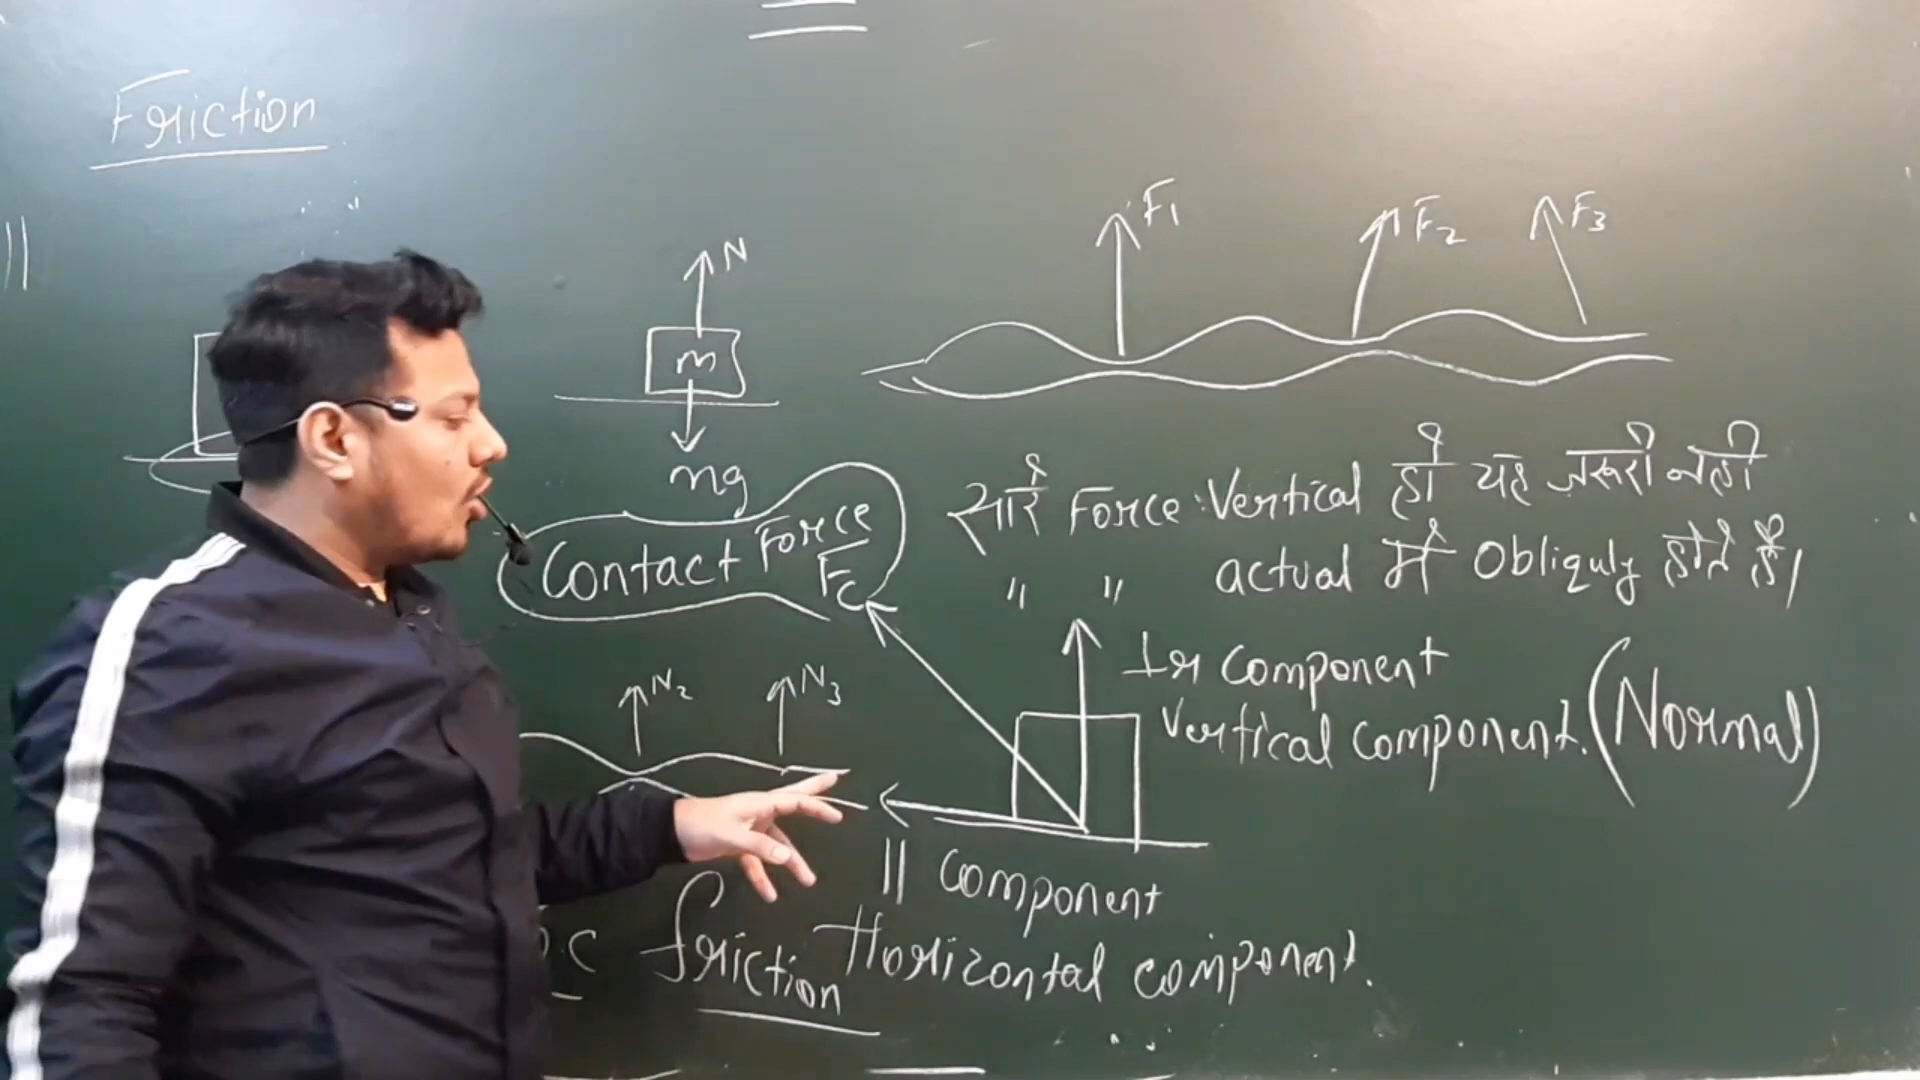 Friction
F1
F2
F3
N
m
mg
सारे Force Vertical हो यह ज़रूरी नही
" " actual में Obliquly होते है।
Contact Force
Fc
N2
N3
⊥r component
Vertical component. (Normal)
|| component
friction Horizontal component.